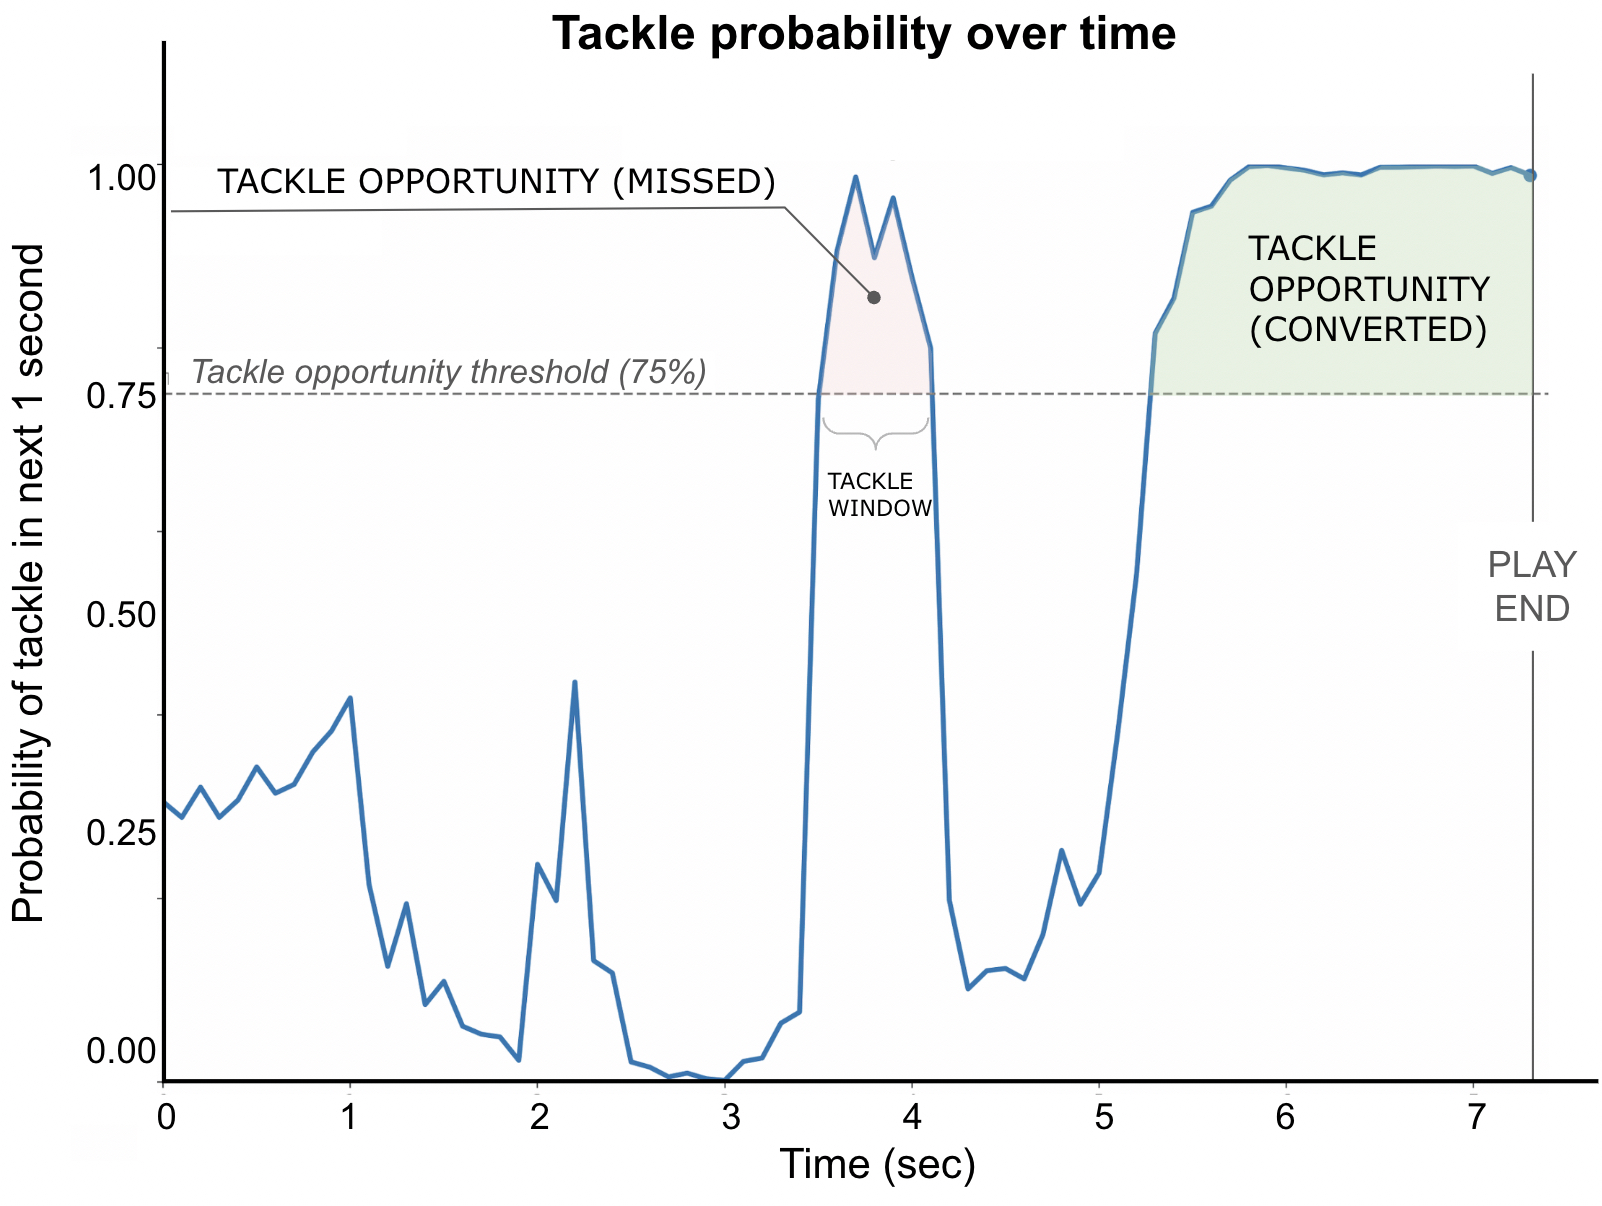 Tackle probability over time
1.00
TACKLE OPPORTUNITY (MISSED)
TACKLE
OPPORTUNITY
(CONVERTED)
Tackle opportunity threshold (75%)
0.75
TACKLE
WINDOW
PLAY
END
0.50
0.25
0.00
Probability of tackle in next 1 second
0 1 2 3 4 5 6 7
Time (sec)